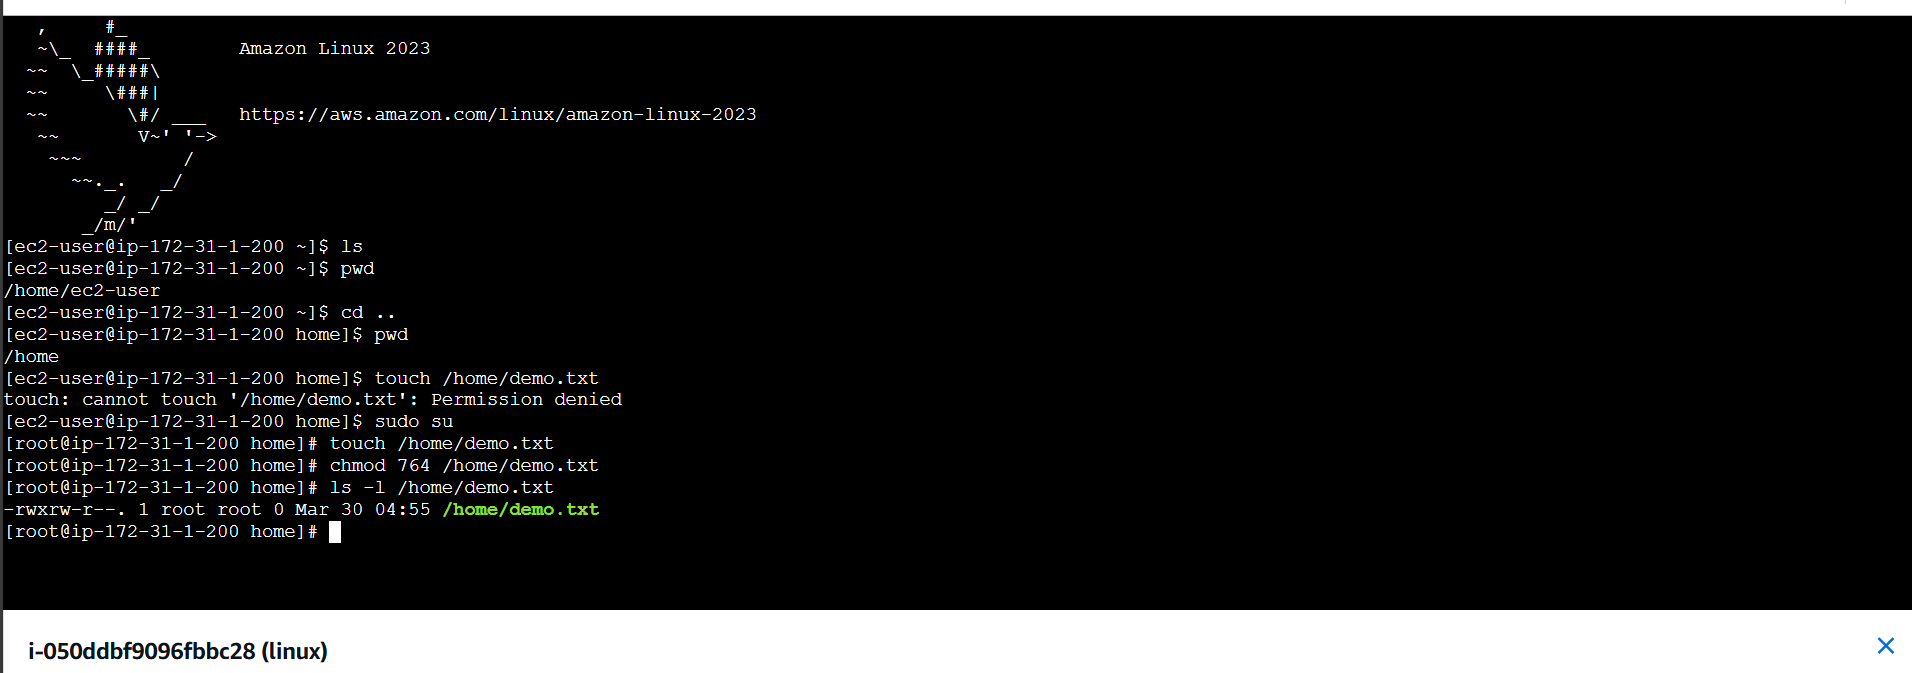 ,     #_
   ~\_  ####_        Amazon Linux 2023
  ~~  \_#####\
  ~~     \###|
  ~~       \#/ ___   https://aws.amazon.com/linux/amazon-linux-2023
   ~~       V~' '->
    ~~~         /
      ~~._.   _/
         _/ _/
       _/m/'
[ec2-user@ip-172-31-1-200 ~]$ ls
[ec2-user@ip-172-31-1-200 ~]$ pwd
/home/ec2-user
[ec2-user@ip-172-31-1-200 ~]$ cd ..
[ec2-user@ip-172-31-1-200 home]$ pwd
/home
[ec2-user@ip-172-31-1-200 home]$ touch /home/demo.txt
touch: cannot touch '/home/demo.txt': Permission denied
[ec2-user@ip-172-31-1-200 home]$ sudo su
[root@ip-172-31-1-200 home]# touch /home/demo.txt
[root@ip-172-31-1-200 home]# chmod 764 /home/demo.txt
[root@ip-172-31-1-200 home]# ls -l /home/demo.txt
-rwxrw-r--. 1 root root 0 Mar 30 04:55 /home/demo.txt
[root@ip-172-31-1-200 home]#
i-050ddbf9096fbbc28 (linux)